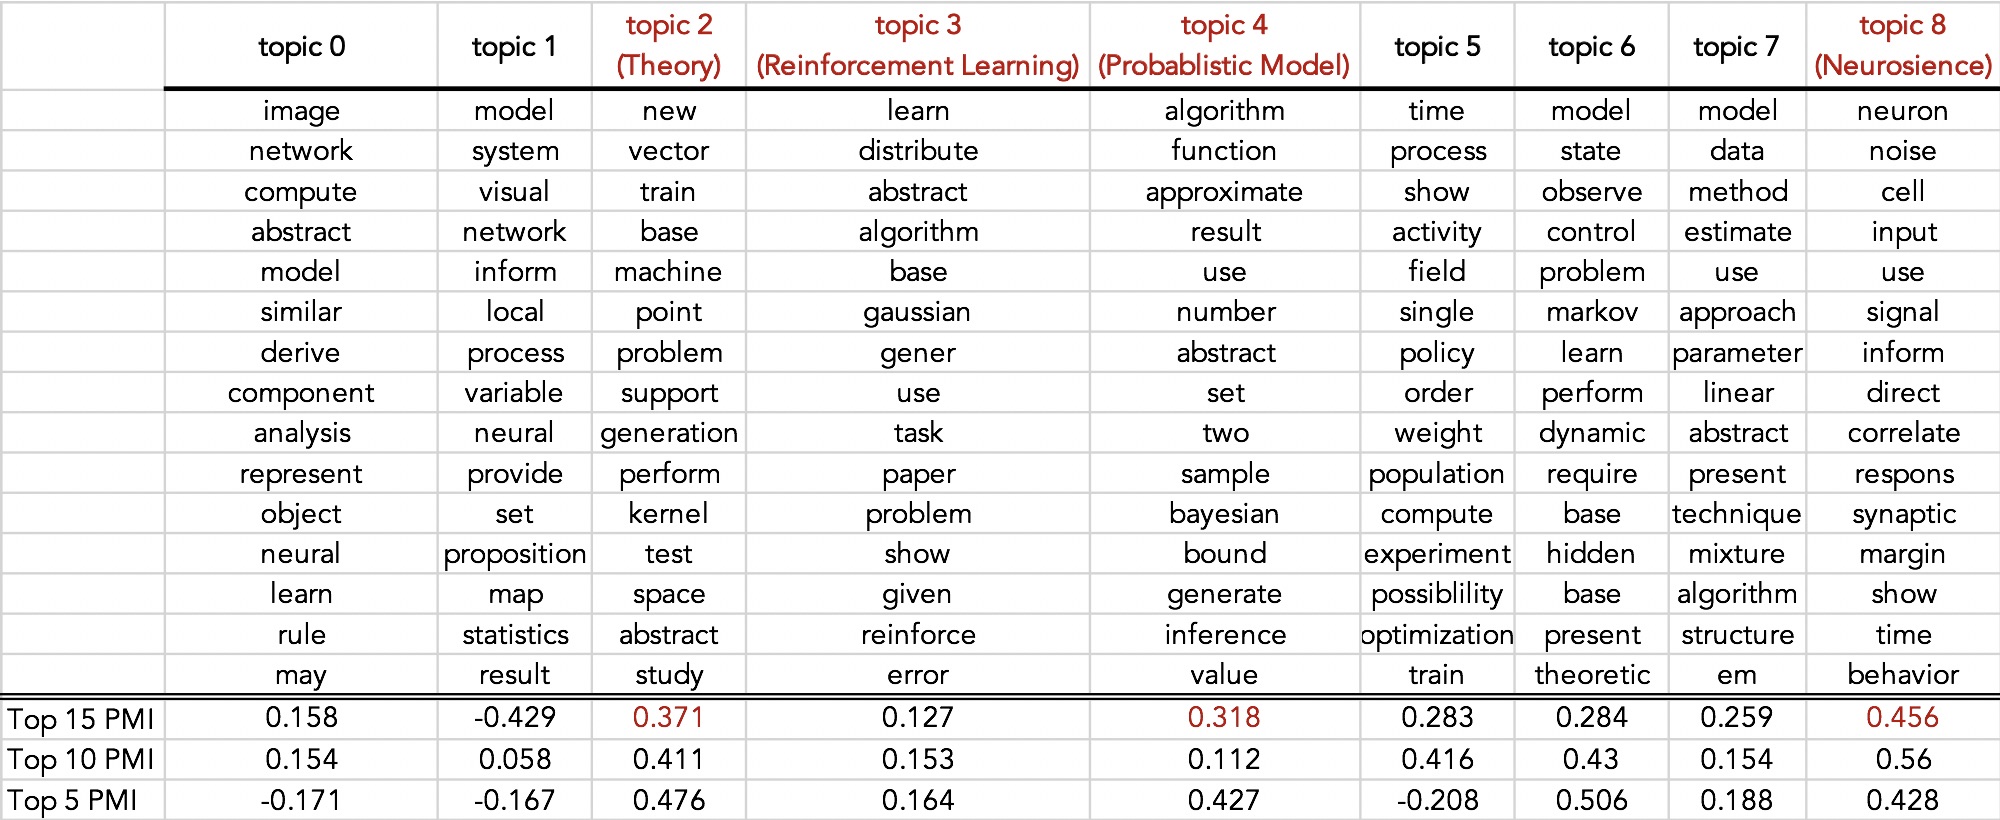 topic 0 topic 1 topic 2 (Theory) topic 3 (Reinforcement Learning) topic 4 (Probablistic Model) topic 5 topic 6 topic 7 topic 8 (Neurosience)
image model new learn algorithm time model model neuron
network system vector distribute function process state data noise
compute visual train abstract approximate show observe method cell
abstract network base algorithm result activity control estimate input
model inform machine base use field problem use use
similar local point gaussian number single markov approach signal
derive process problem gener abstract policy learn parameter inform
component variable support use set order perform linear direct
analysis neural generation task two weight dynamic abstract correlate
represent provide perform paper sample population require present respons
object set kernel problem bayesian compute base technique synaptic
neural proposition test show bound experiment hidden mixture margin
learn map space given generate possiblility base algorithm show
rule statistics abstract reinforce inference optimization present structure time
may result study error value train theoretic em behavior
Top 15 PMI 0.158 -0.429 0.371 0.127 0.318 0.283 0.284 0.259 0.456
Top 10 PMI 0.154 0.058 0.411 0.153 0.112 0.416 0.43 0.154 0.56
Top 5 PMI -0.171 -0.167 0.476 0.164 0.427 -0.208 0.506 0.188 0.428